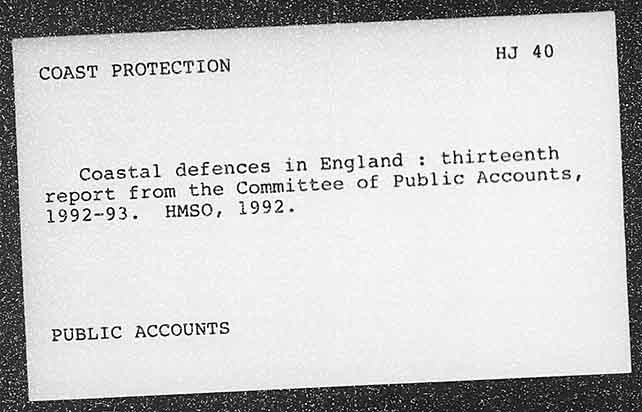 COAST PROTECTION
HJ 40
Coastal defences in England : thirteenth
report from the Committee of Public Accounts,
1992-93. HMSO, 1992.
PUBLIC ACCOUNTS